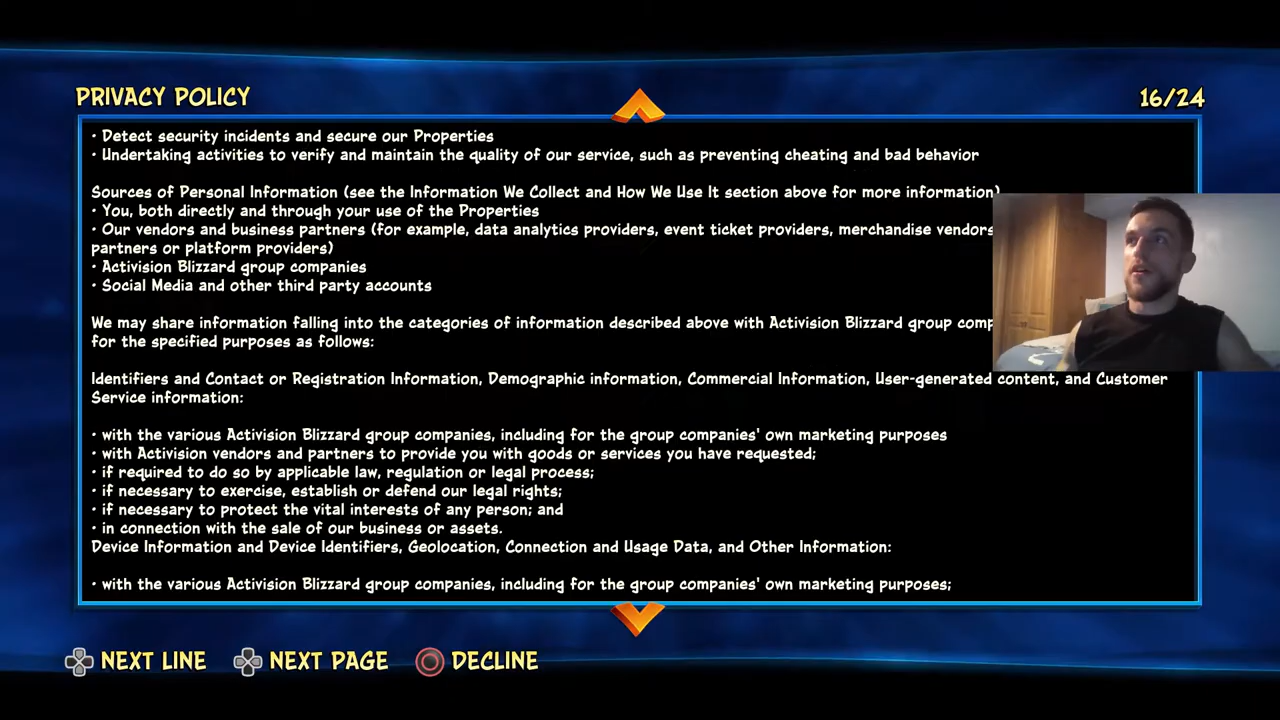 PRIVACY POLICY
16/24
• Detect security incidents and secure our Properties
• Undertaking activities to verify and maintain the quality of our service, such as preventing cheating and bad behavior
Sources of Personal Information (see the Information We Collect and How We Use It section above for more information)
• You, both directly and through your use of the Properties
• Our vendors and business partners (for example, data analytics providers, event ticket providers, merchandise vendors
partners or platform providers)
• Activision Blizzard group companies
• Social Media and other third party accounts
We may share information falling into the categories of information described above with Activision Blizzard group
for the specified purposes as follows:
Identifiers and Contact or Registration Information, Demographic information, Commercial Information, User-generated content, and Customer
Service information:
• with the various Activision Blizzard group companies, including for the group companies' own marketing purposes
• with Activision vendors and partners to provide you with goods or services you have requested;
• if required to do so by applicable law, regulation or legal process;
• if necessary to exercise, establish or defend our legal rights;
• if necessary to protect the vital interests of any person; and
• in connection with the sale of our business or assets.
Device Information and Device Identifiers, Geolocation, Connection and Usage Data, and Other Information:
• with the various Activision Blizzard group companies, including for the group companies' own marketing purposes;
NEXT LINE
NEXT PAGE
DECLINE